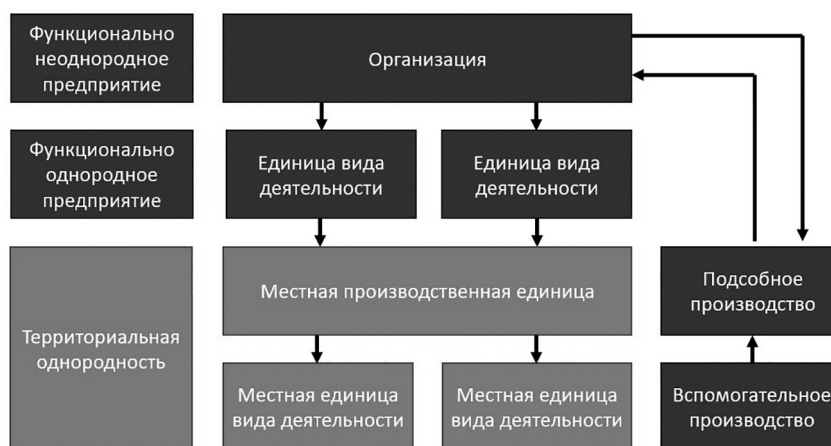 Функционально
неоднородное
предприятие
Организация
Функционально
однородное
предприятие
Единица вида
деятельности
Единица вида
деятельности
Территориальная
однородность
Местная производственная единица
Подсобное
производство
Местная единица
вида деятельности
Местная единица
вида деятельности
Вспомогательное
производство